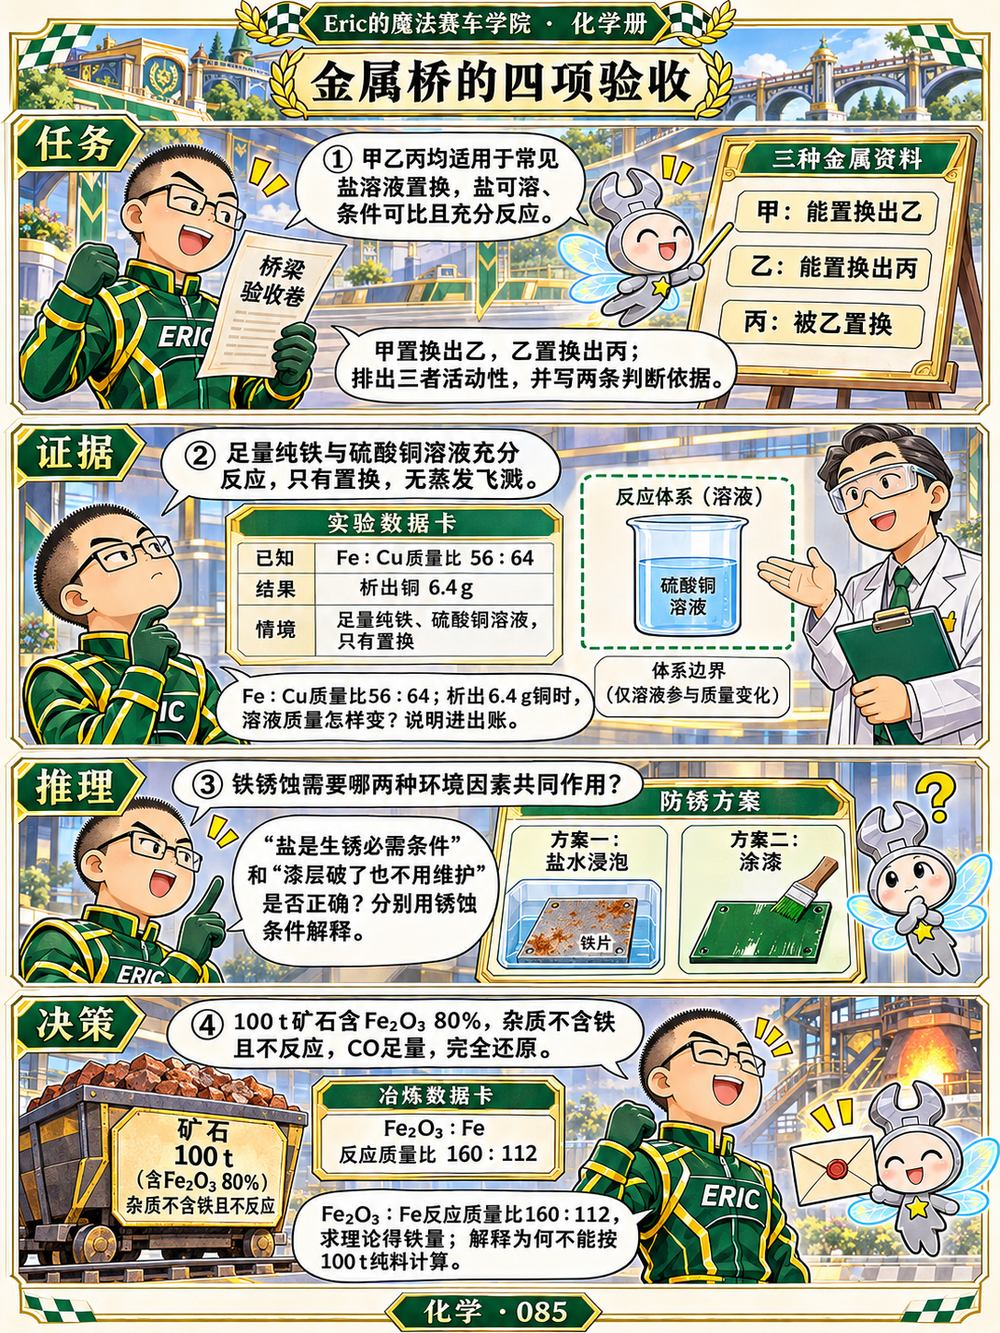 Eric的魔法赛车学院 · 化学册
金属桥的四项验收
任务
① 甲乙丙均适用于常见
盐溶液置换，盐可溶、
条件可比且充分反应。
三种金属资料
甲：能置换出乙
乙：能置换出丙
丙：被乙置换
桥梁
验收卷
ERIC
甲置换出乙，乙置换出丙；
排出三者活动性，并写两条判断依据。
证据
② 足量纯铁与硫酸铜溶液充分
反应，只有置换，无蒸发飞溅。
实验数据卡
已知 Fe：Cu质量比 56：64
结果 析出铜 6.4g
情境 足量纯铁、硫酸铜溶液，
只有置换
反应体系（溶液）
硫酸铜
溶液
体系边界
（仅溶液参与质量变化）
IC
Fe：Cu质量比56：64；析出6.4g铜时，
溶液质量怎样变？说明进出账。
推理
③ 铁锈蚀需要哪两种环境因素共同作用？
“盐是生锈必需条件”
和“漆层破了也不用维护”
是否正确？分别用锈蚀
条件解释。
防锈方案
方案一：
盐水浸泡
铁片
方案二：
涂漆
?
ERIC
决策
④ 100t矿石含Fe₂O₃ 80%，杂质不含铁
且不反应，CO足量，完全还原。
矿石
100t
（含Fe₂O₃ 80%）
杂质不含铁且不反应
冶炼数据卡
Fe₂O₃：Fe
反应质量比 160：112
ERIC
Fe₂O₃：Fe反应质量比160：112，
求理论得铁量；解释为何不能按
100t纯料计算。
化学 · 085